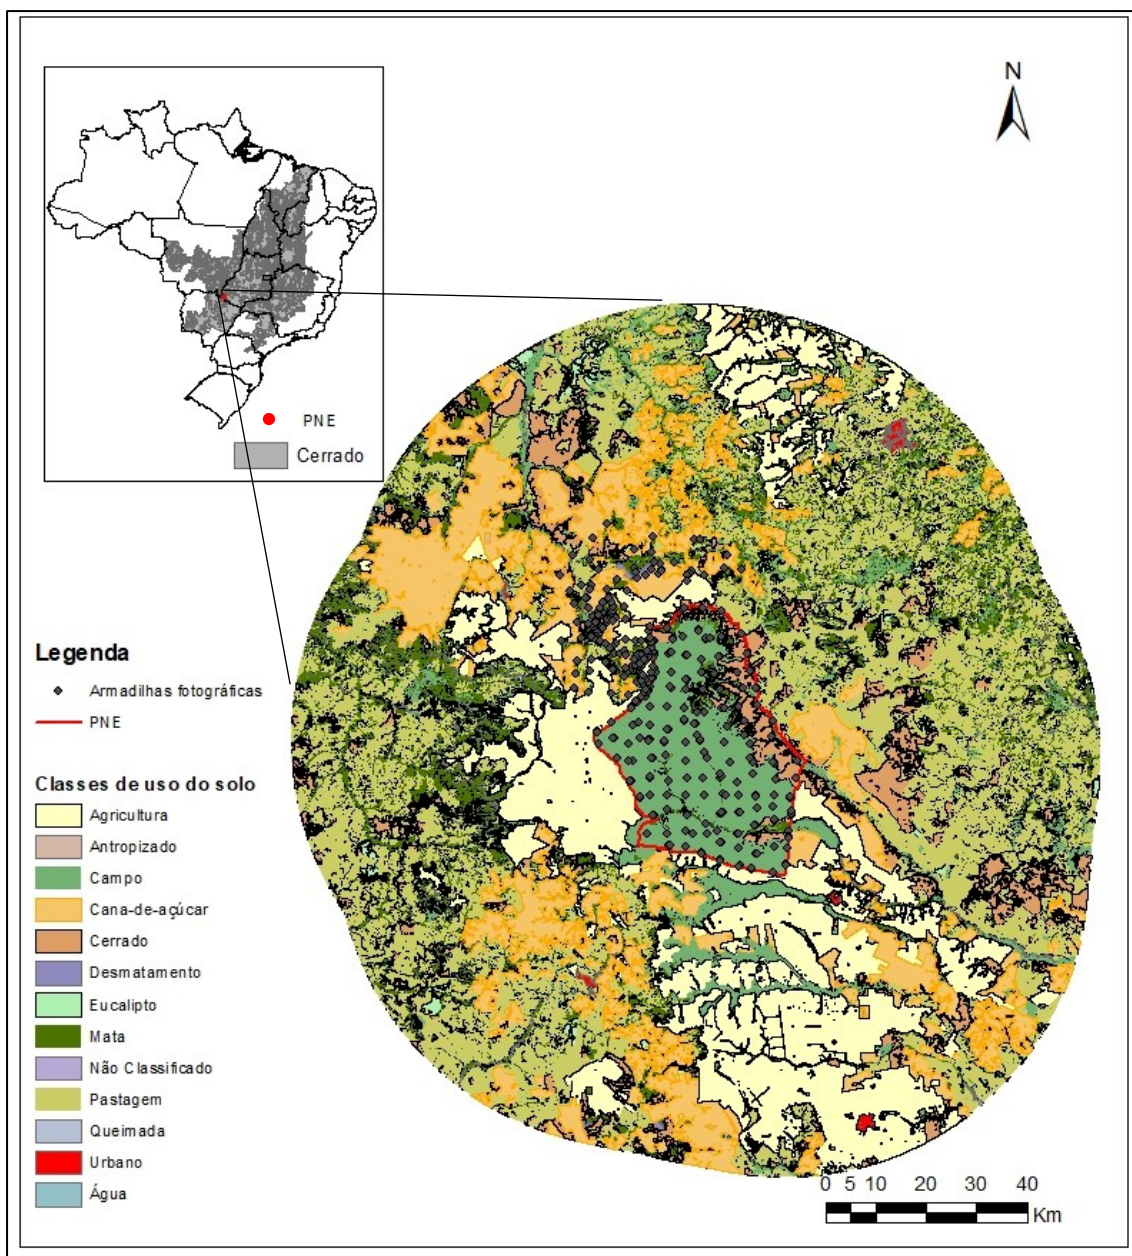 N
PNE
Cerrado
Legenda
Armadilhas fotográficas
PNE
Classes de uso do solo
Agricultura
Antropizado
Campo
Cana-de-açúcar
Cerrado
Desmatamento
Eucalipto
Mata
Não Classificado
Pastagem
Queimada
Urbano
Água
0 5 10 20 30 40
Km